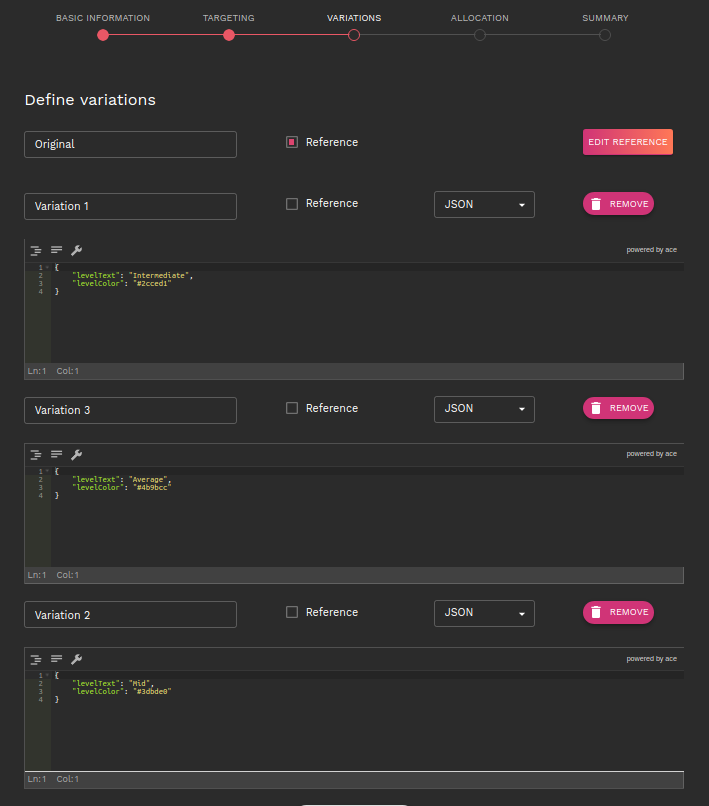 BASIC INFORMATION TARGETING VARIATIONS ALLOCATION SUMMARY
Define variations
Original Reference EDIT REFERENCE
Variation 1 Reference JSON REMOVE
powered by ace
1 {
2 "levelText": "Intermediate",
3 "levelColor": "#2cced1"
4 }
Ln:1 Col:1
Variation 3 Reference JSON REMOVE
powered by ace
1 {
2 "levelText": "Average",
3 "levelColor": "#4b9bcc"
4 }
Ln:1 Col:1
Variation 2 Reference JSON REMOVE
powered by ace
1 {
2 "levelText": "Mid",
3 "levelColor": "#3dbde0"
4 }
Ln:1 Col:1